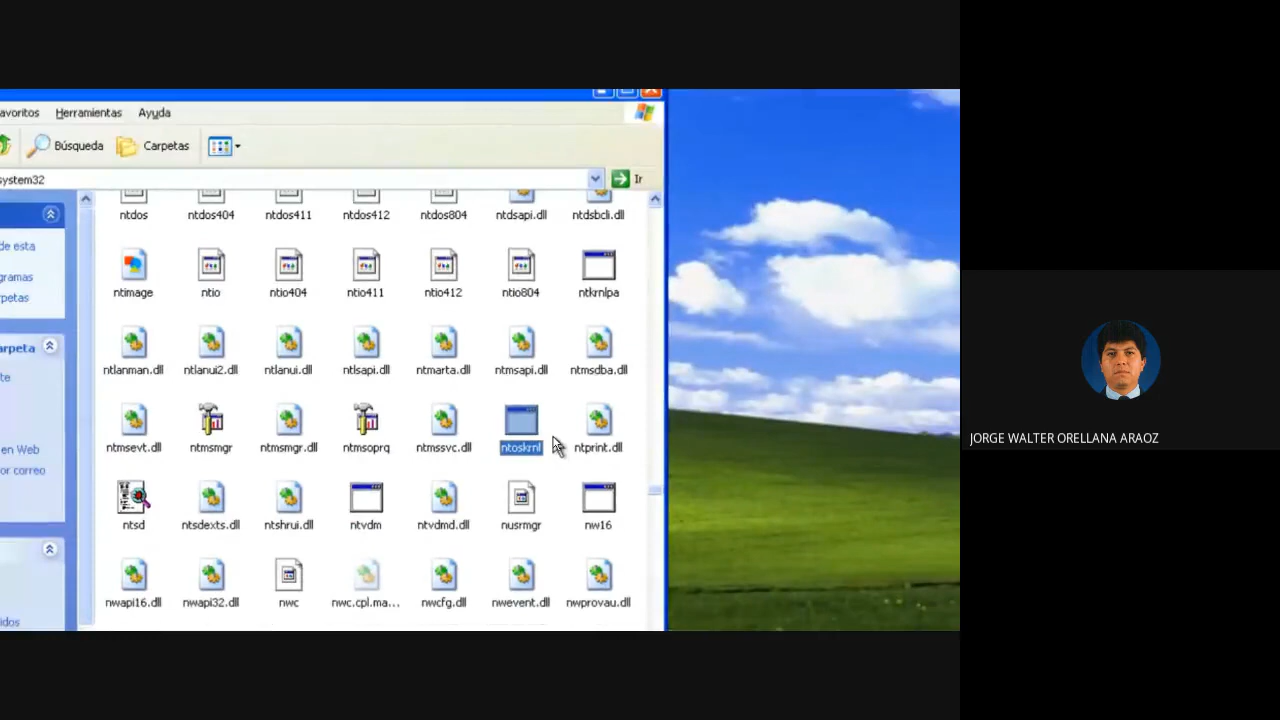 avoritos Herramientas Ayuda
Búsqueda Carpetas
system32 Ir
ntdos ntdos404 ntdos411 ntdos412 ntdos804 ntdsapi.dll ntdsbcli.dll
de esta
gramas
rpetas
ntimage ntio ntio404 ntio411 ntio412 ntio804 ntkrnlpa
arpeta
te
ntlanman.dll ntlanui2.dll ntlanui.dll ntlsapi.dll ntmarta.dll ntmsapi.dll ntmsdba.dll
en Web
or correo
ntmsevt.dll ntmsmgr ntmsmgr.dll ntmsoprq ntmssvc.dll ntoskrnl ntprint.dll
ntsd ntsdexts.dll ntshrui.dll ntvdm ntvdmd.dll nusrmgr nw16
nwapi16.dll nwapi32.dll nwc nwc.cpl.ma... nwcfg.dll nwevent.dll nwprovau.dll
idos
JORGE WALTER ORELLANA ARAOZ